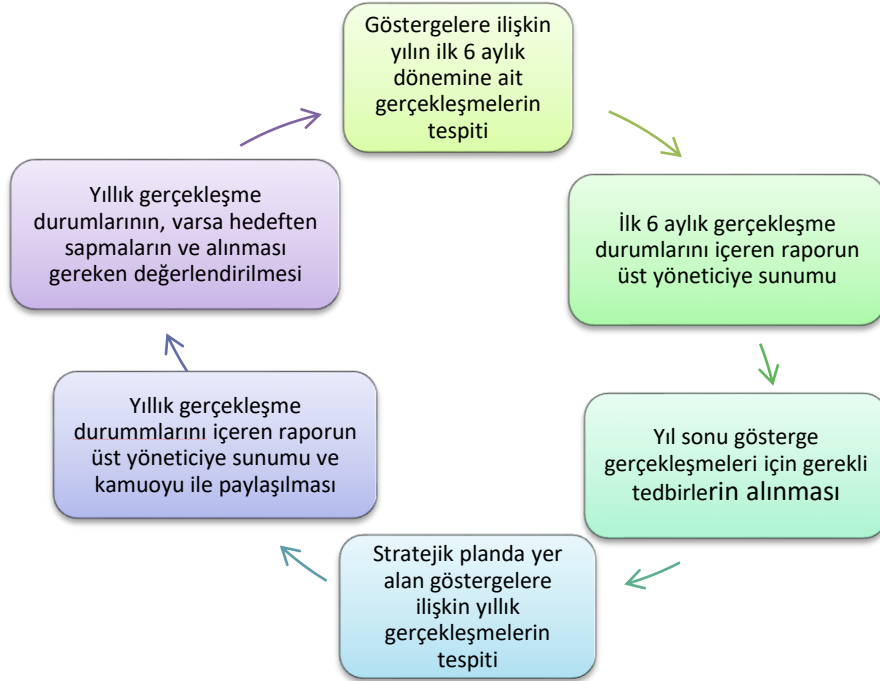 Göstergelere ilişkin
yılın ilk 6 aylık
dönemine ait
gerçekleşmelerin
tespiti
İlk 6 aylık gerçekleşme
durumlarını içeren raporun
üst yöneticiye sunumu
Yıl sonu gösterge
gerçekleşmeleri için gerekli
tedbirlerin alınması
Stratejik planda yer
alan göstergelere
ilişkin yıllık
gerçekleşmelerin
tespiti
Yıllık gerçekleşme
durummlarını içeren raporun
üst yöneticiye sunumu ve
kamuoyu ile paylaşılması
Yıllık gerçekleşme
durumlarının, varsa hedeften
sapmaların ve alınması
gereken değerlendirilmesi